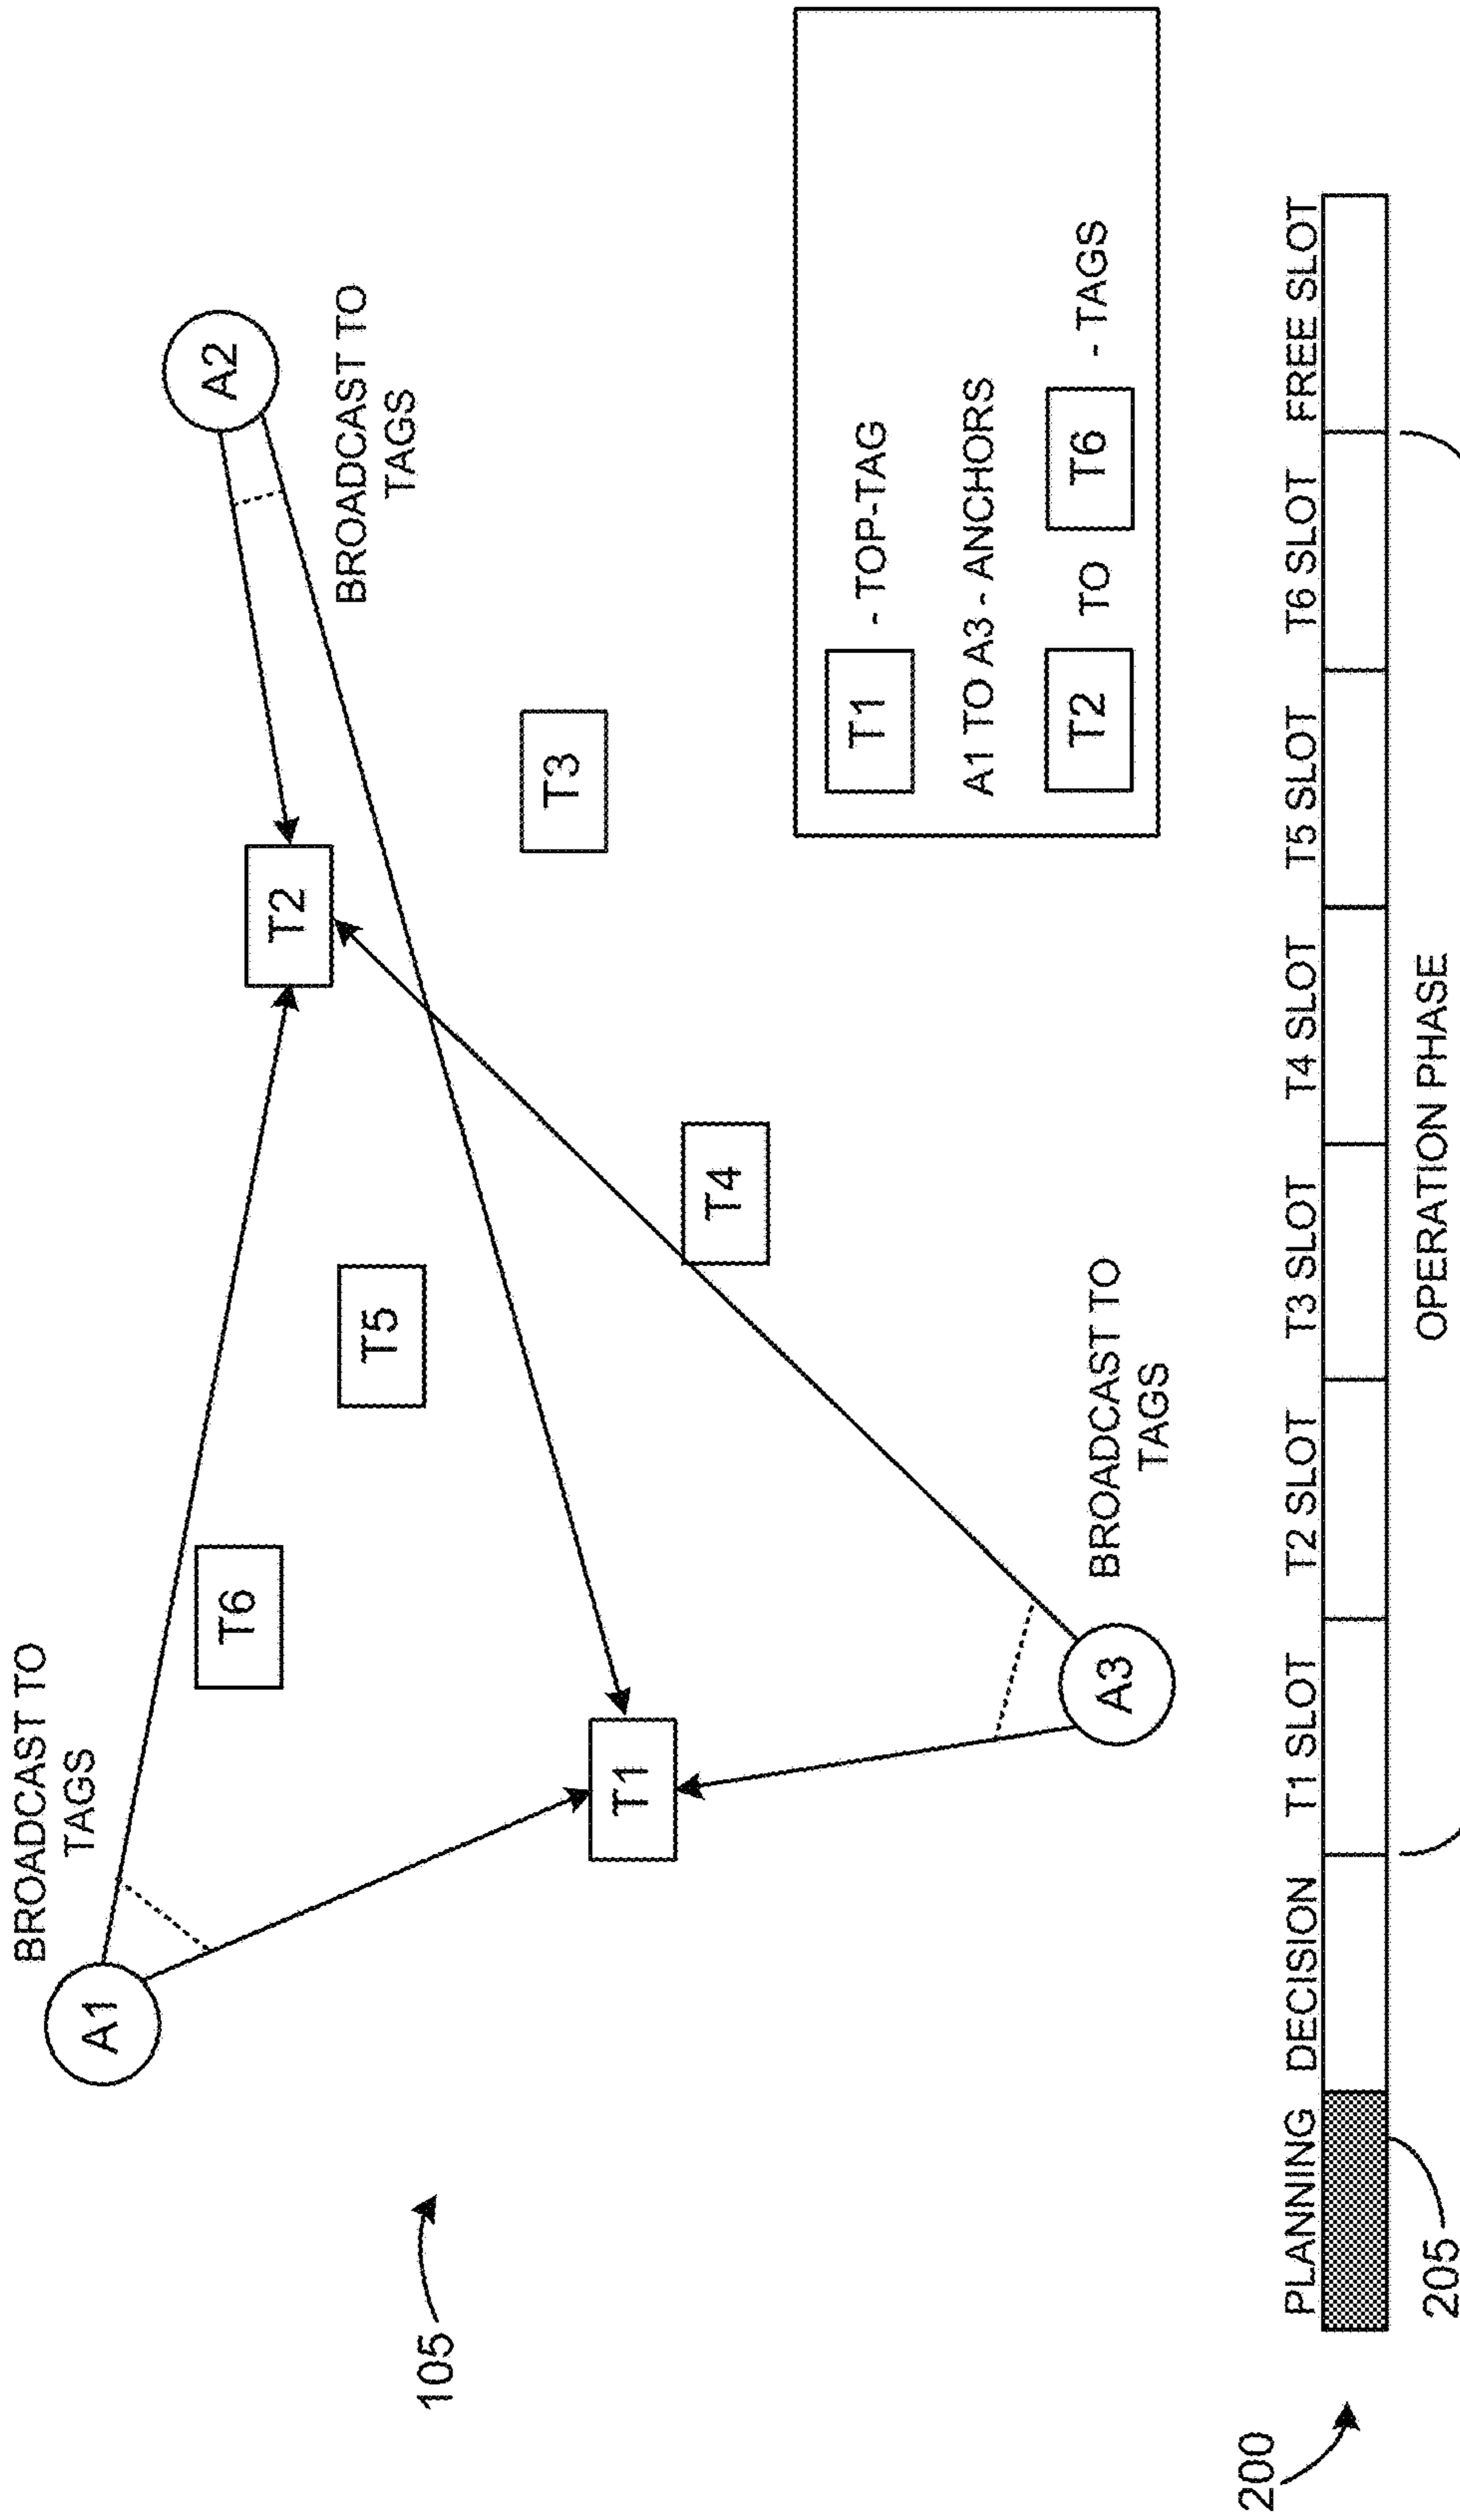 BROADCAST TO
TAGS
A1
T6
T2
A2
BROADCAST TO
TAGS
T5
105
T1
T4
T3
A3
BROADCAST TO
TAGS
T1 - TOP-TAG
A1 TO A3 - ANCHORS
T2 TO T6 - TAGS
200
PLANNING DECISION T1 SLOT T2 SLOT T3 SLOT T4 SLOT T5 SLOT T6 SLOT FREE SLOT
205
OPERATION PHASE